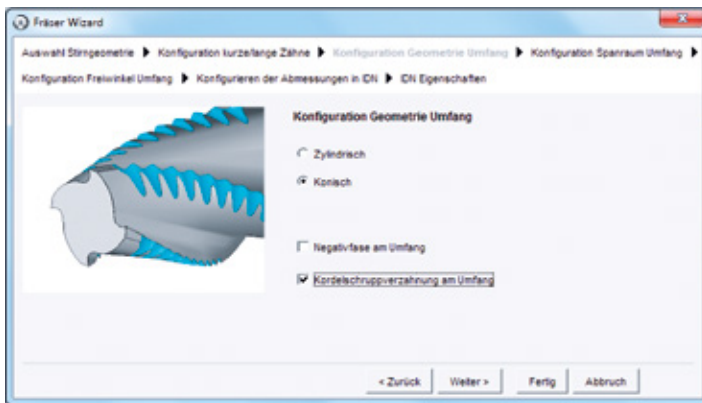 Fräser Wizard
Auswahl Stirngeometrie ▶ Konfiguration kurze/lange Zähne ▶ Konfiguration Geometrie Umfang ▶ Konfiguration Spanraum Umfang ▶
Konfiguration Freiwinkel Umfang ▶ Konfigurieren der Abmessungen in IDN ▶ IDN Eigenschaften
Konfiguration Geometrie Umfang
Zylindrisch
Konisch
Negativfase am Umfang
Kordelschruppverzahnung am Umfang
< Zurück Weiter > Fertig Abbruch